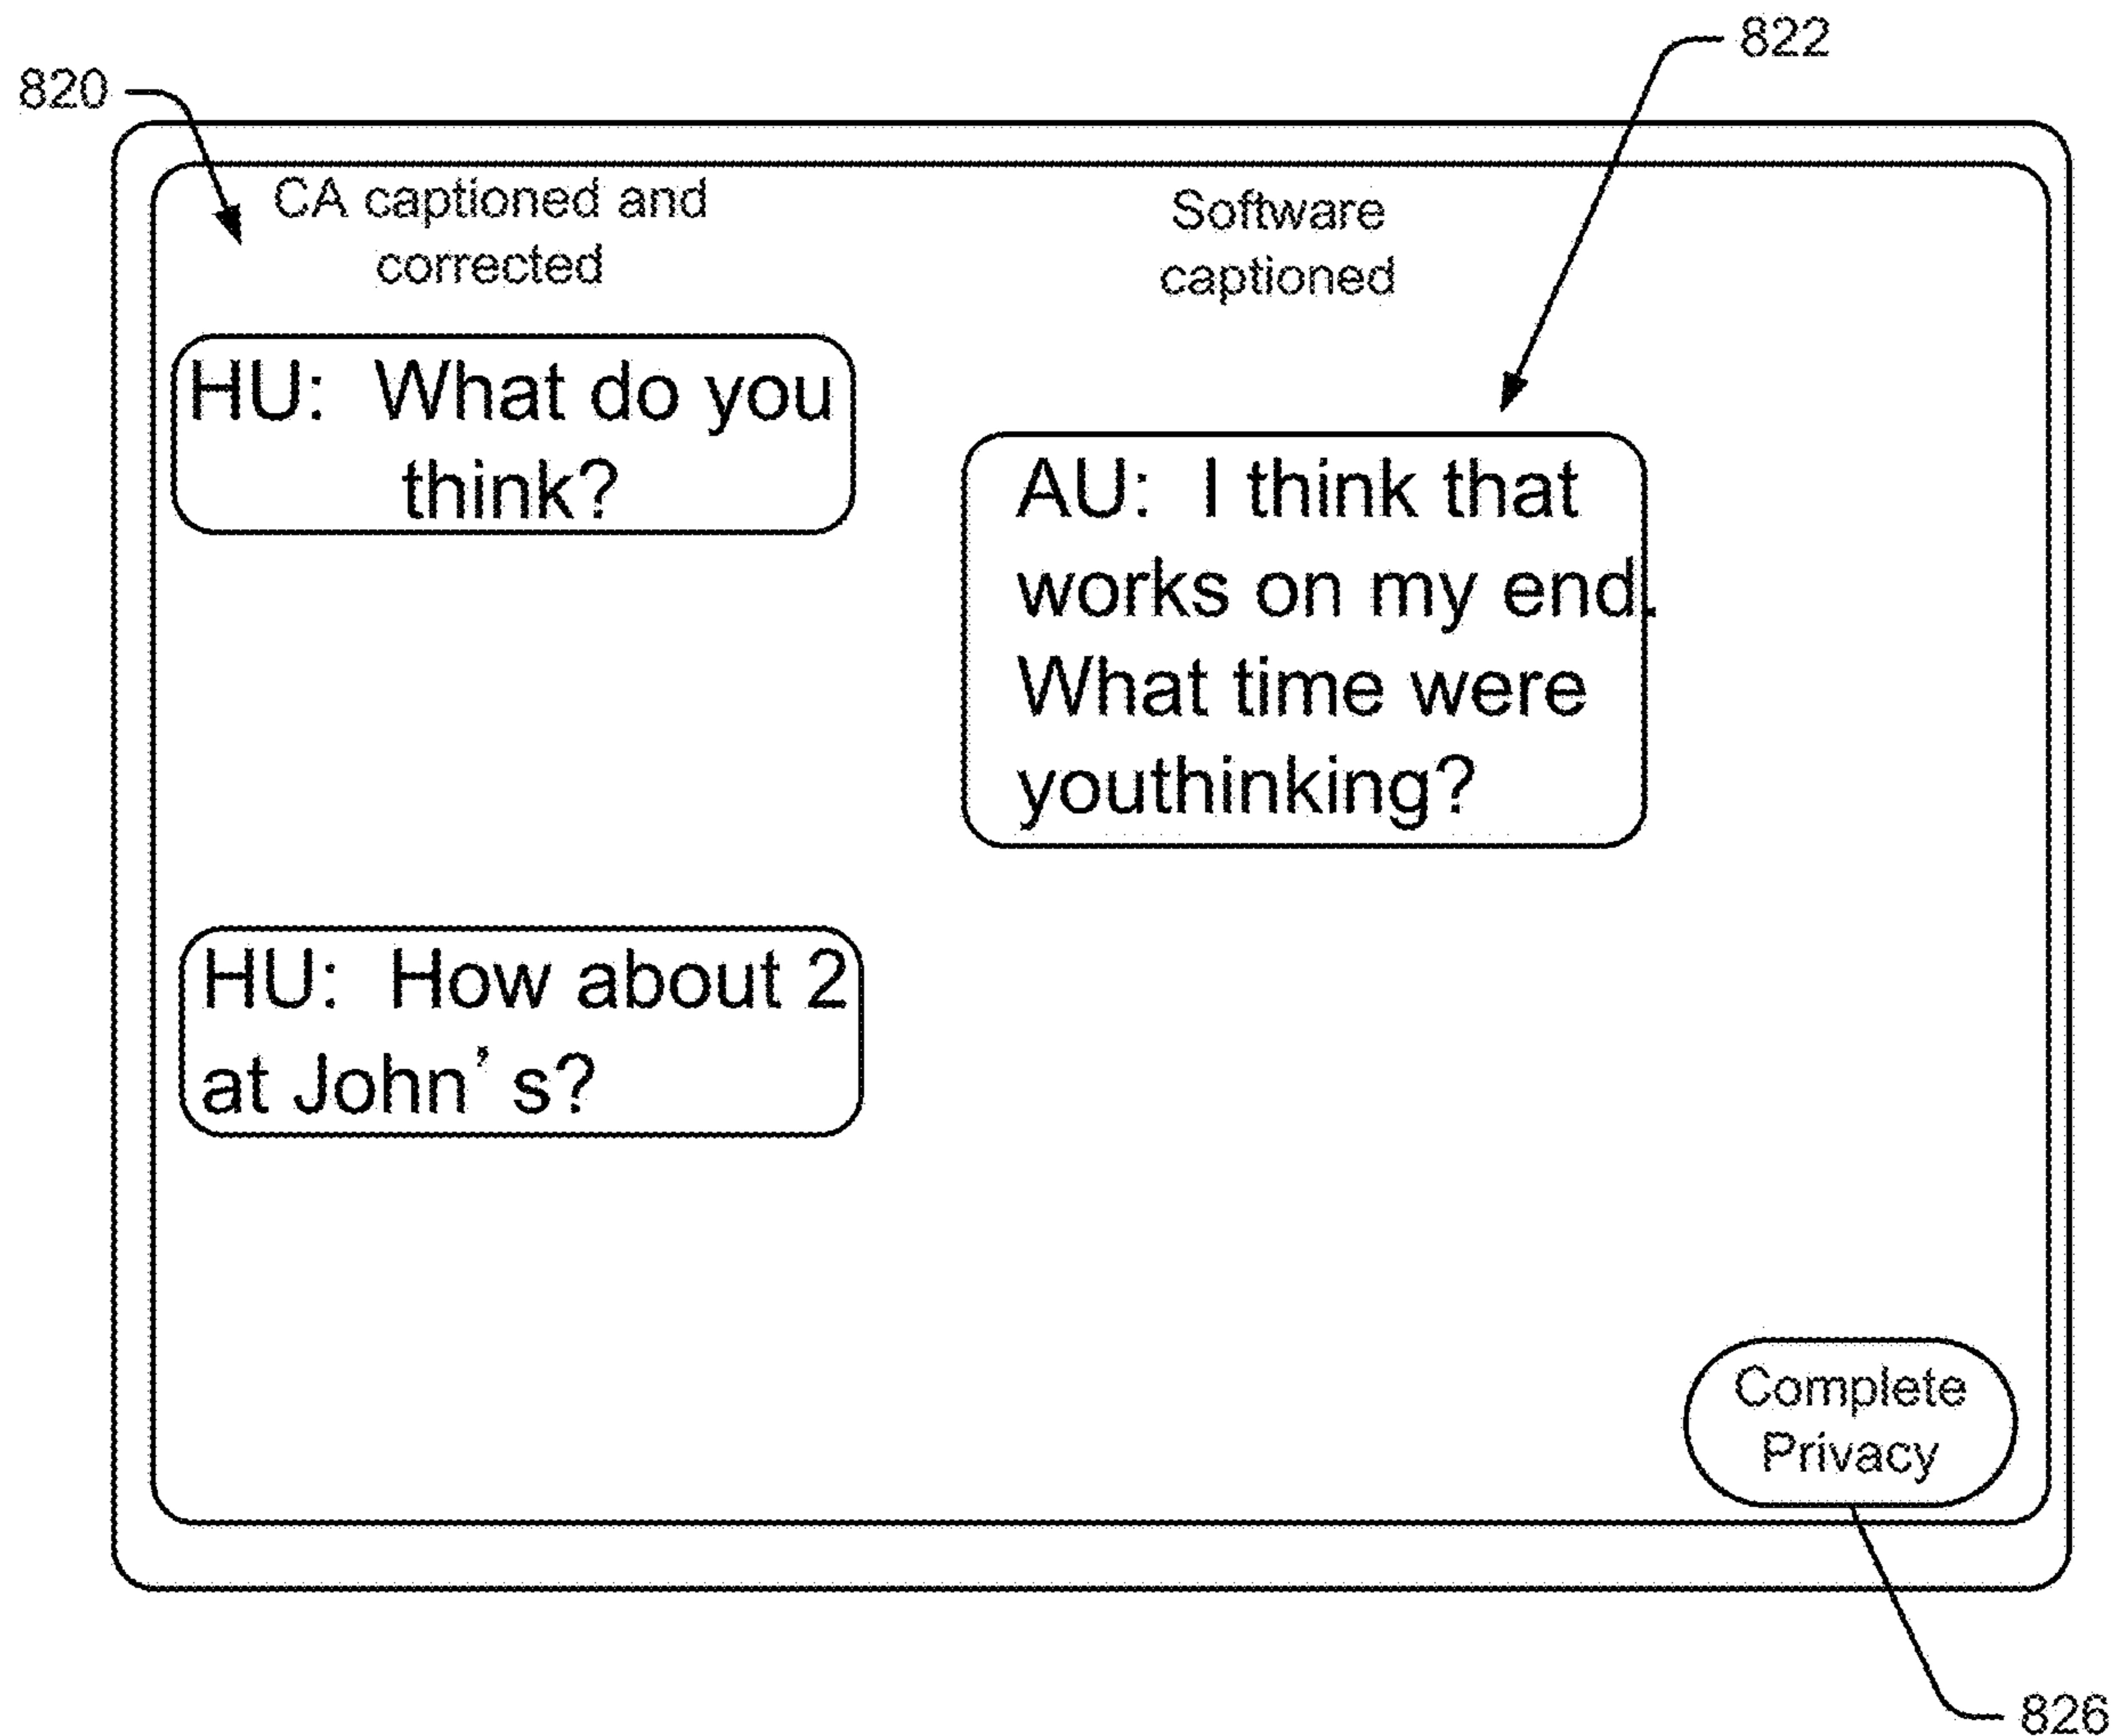 822
820
CA captioned and
corrected
Software
captioned
HU: What do you
think?
AU: I think that
works on my end.
What time were
youthinking?
HU: How about 2
at John's?
Complete
Privacy
826